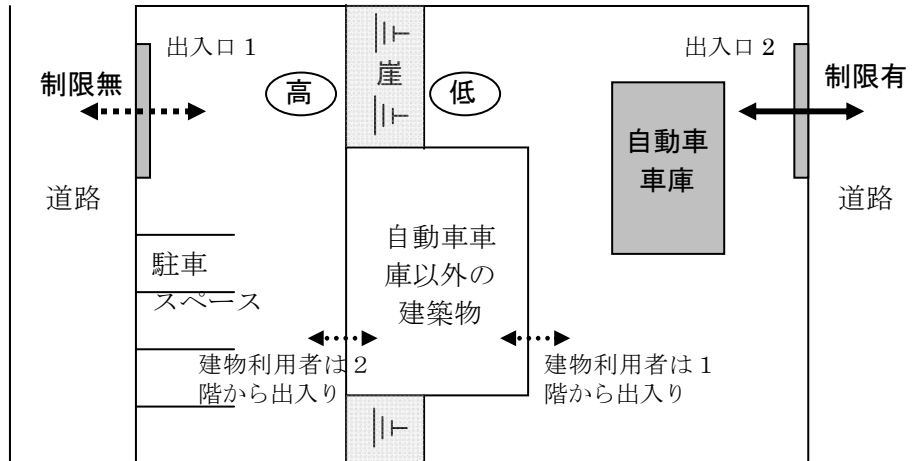 出入口 1
出入口 2
制限無
崖
制限有
高
低
自動車
車庫
道路
道路
自動車車
庫以外の
建築物
駐車
スペース
建物利用者は 2
階から出入り
建物利用者は 1
階から出入り